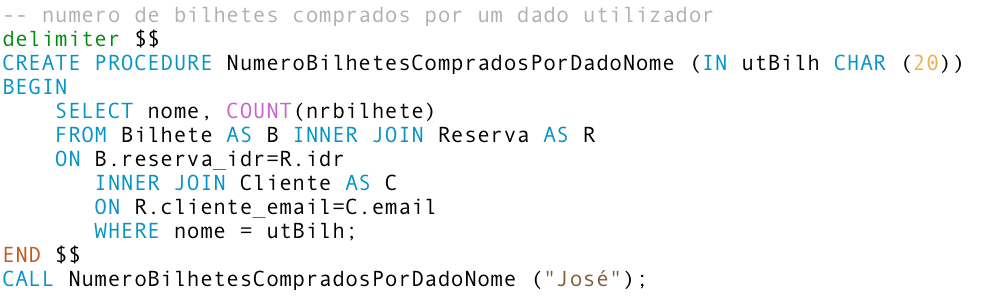 -- numero de bilhetes comprados por um dado utilizador
delimiter $$
CREATE PROCEDURE NumeroBilhetesCompradosPorDadoNome (IN utBilh CHAR (20))
BEGIN
    SELECT nome, COUNT(nrbilhete)
    FROM Bilhete AS B INNER JOIN Reserva AS R
    ON B.reserva_idr=R.idr
       INNER JOIN Cliente AS C
       ON R.cliente_email=C.email
       WHERE nome = utBilh;
END $$
CALL NumeroBilhetesCompradosPorDadoNome ("José");